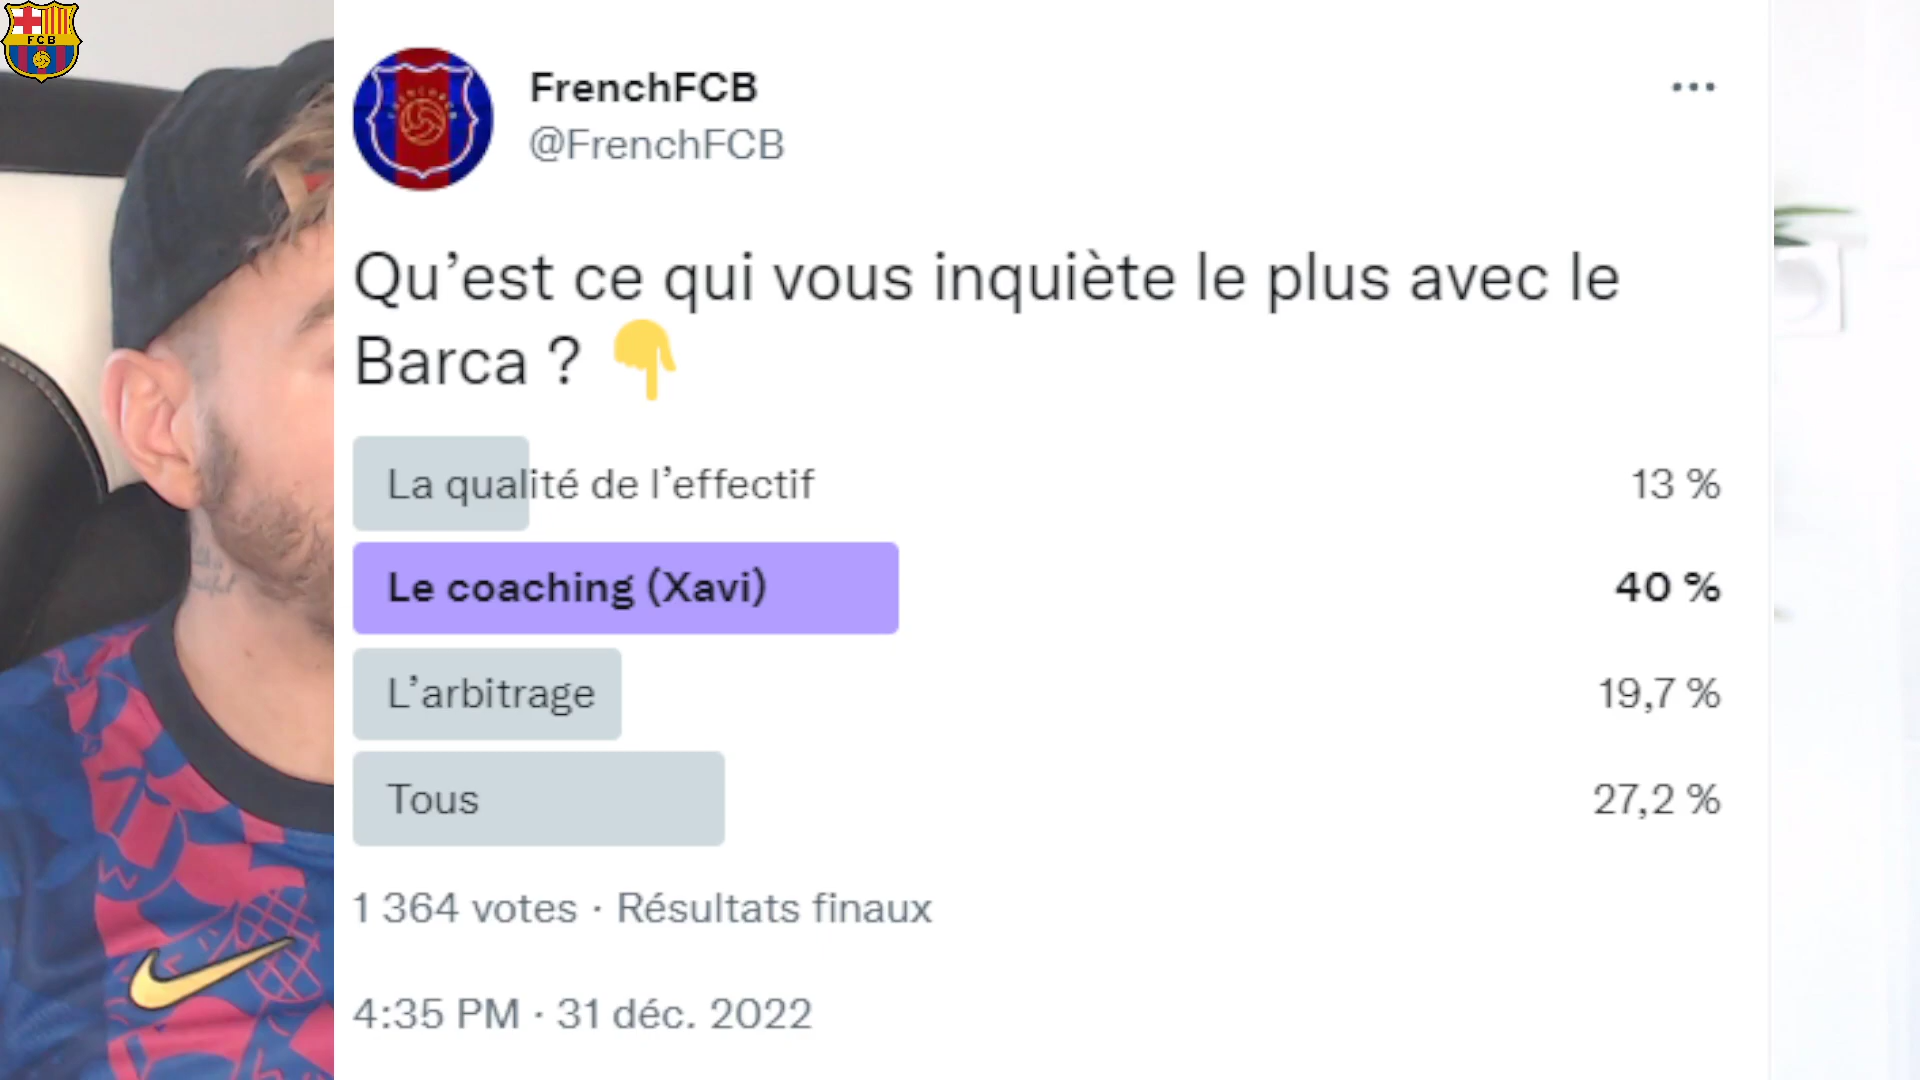 FCB
FrenchFCB
@FrenchFCB
Qu’est ce qui vous inquiète le plus avec le
Barca ? 👇
La qualité de l’effectif 13 %
Le coaching (Xavi) 40 %
L’arbitrage 19,7 %
Tous 27,2 %
1 364 votes · Résultats finaux
4:35 PM · 31 déc. 2022